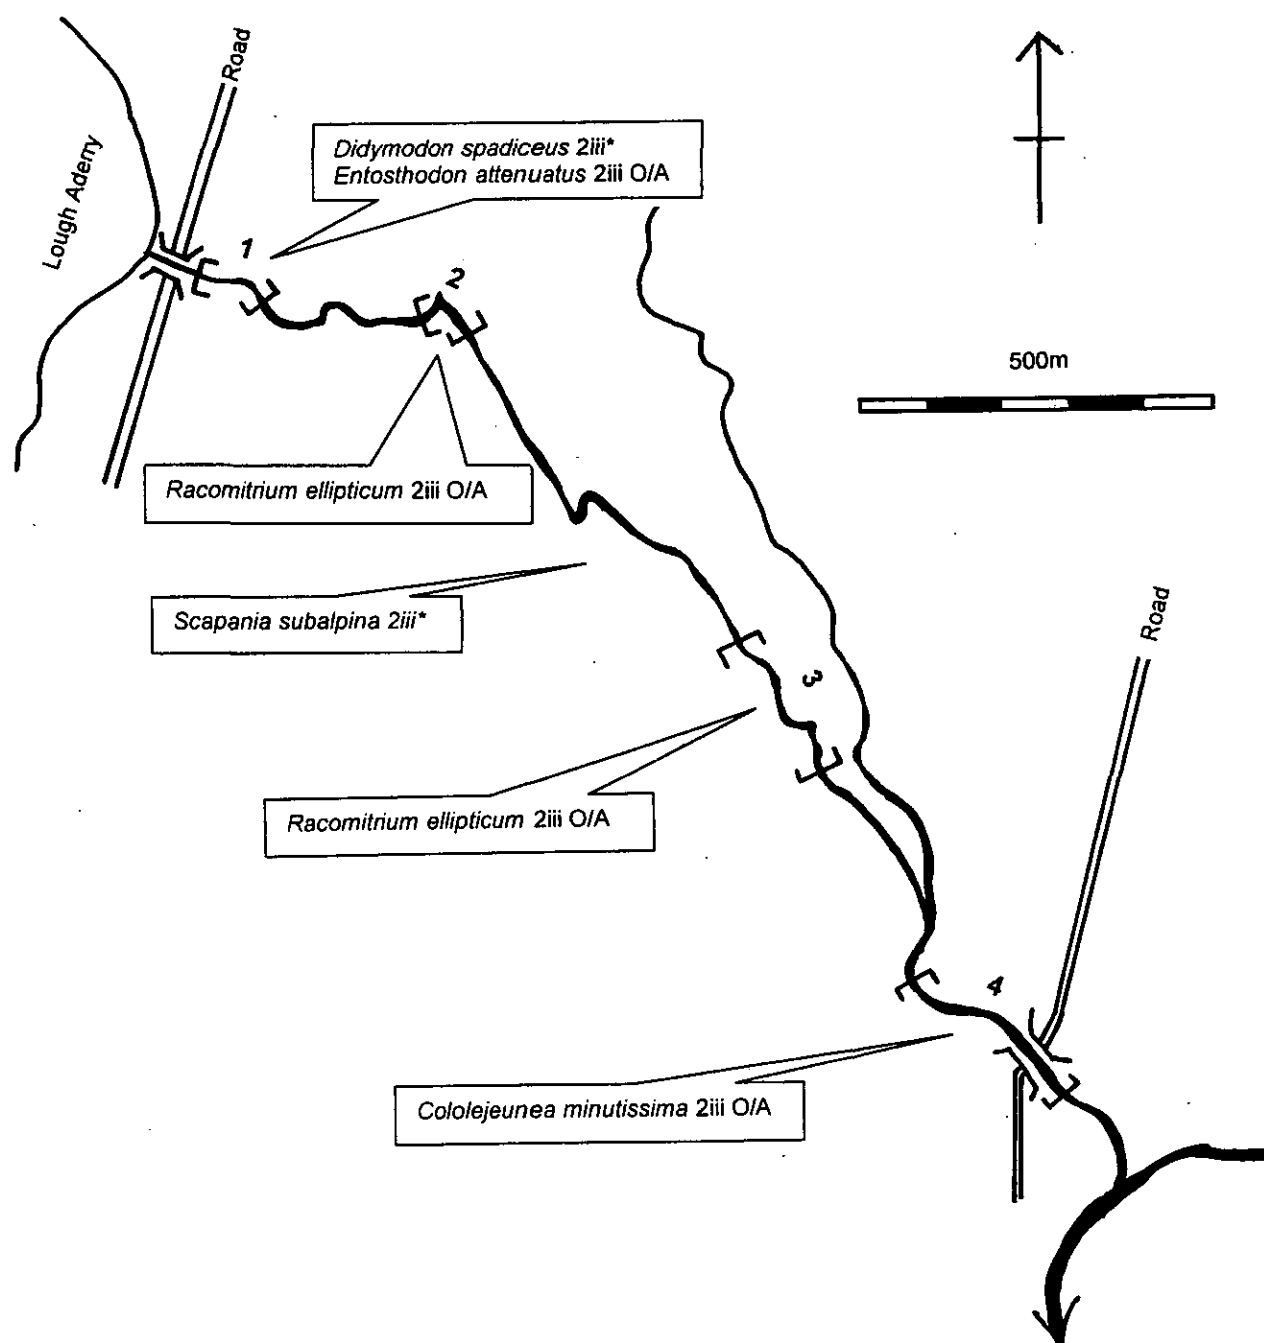 Road
Lough Aderry
Didymodon spadiceus 2iii*
Entosthodon attenuatus 2iii O/A
1
2
500m
Racomitrium ellipticum 2iii O/A
Road
Scapania subalpina 2iii*
3
Racomitrium ellipticum 2iii O/A
4
Cololejeunea minutissima 2iii O/A